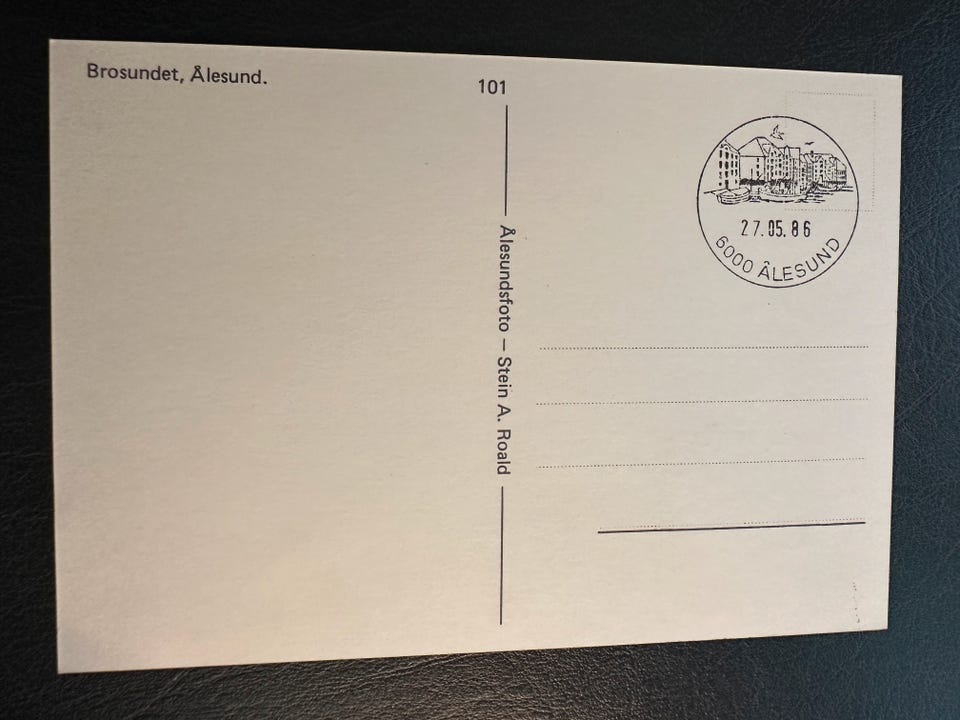 Brosundet, Ålesund.
101
Ålesundsfoto — Stein A. Roald
27.05.86
6000 ÅLESUND